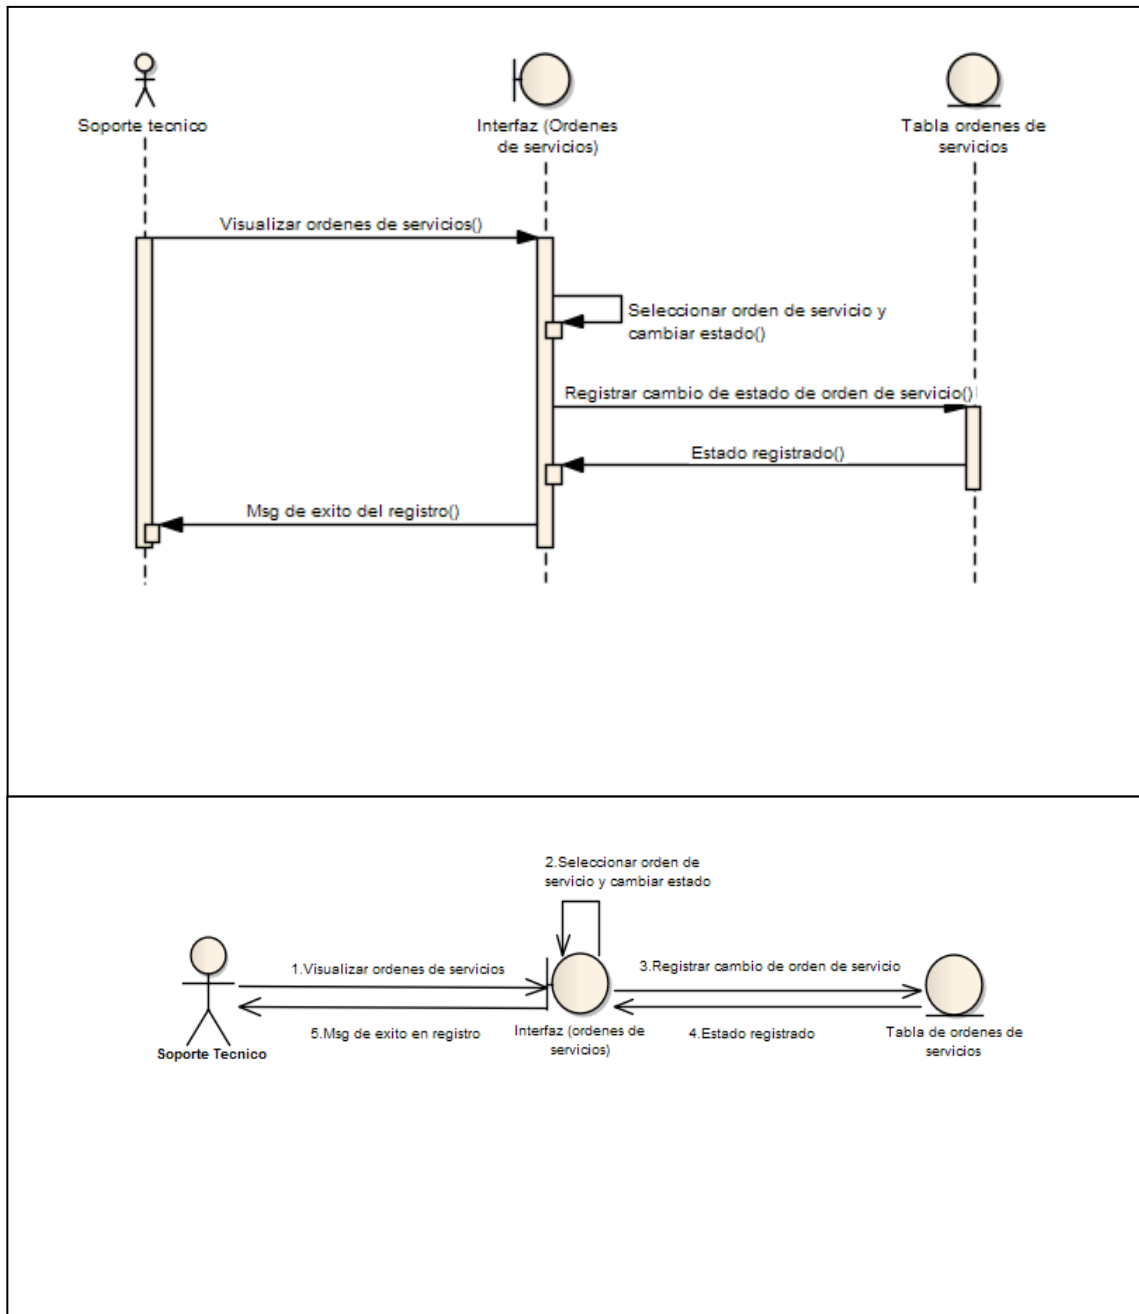 Soporte tecnico
Interfaz (Ordenes
de servicios)
Tabla ordenes de
servicios
Visualizar ordenes de servicios()
Seleccionar orden de servicio y
cambiar estado()
Registrar cambio de estado de orden de servicio()
Estado registrado()
Msg de exito del registro()
2.Seleccionar orden de
servicio y cambiar estado
1.Visualizar ordenes de servicios
3.Registrar cambio de orden de servicio
5.Msg de exito en registro
4.Estado registrado
Soporte Tecnico
Interfaz (ordenes de
servicios)
Tabla de ordenes de
servicios